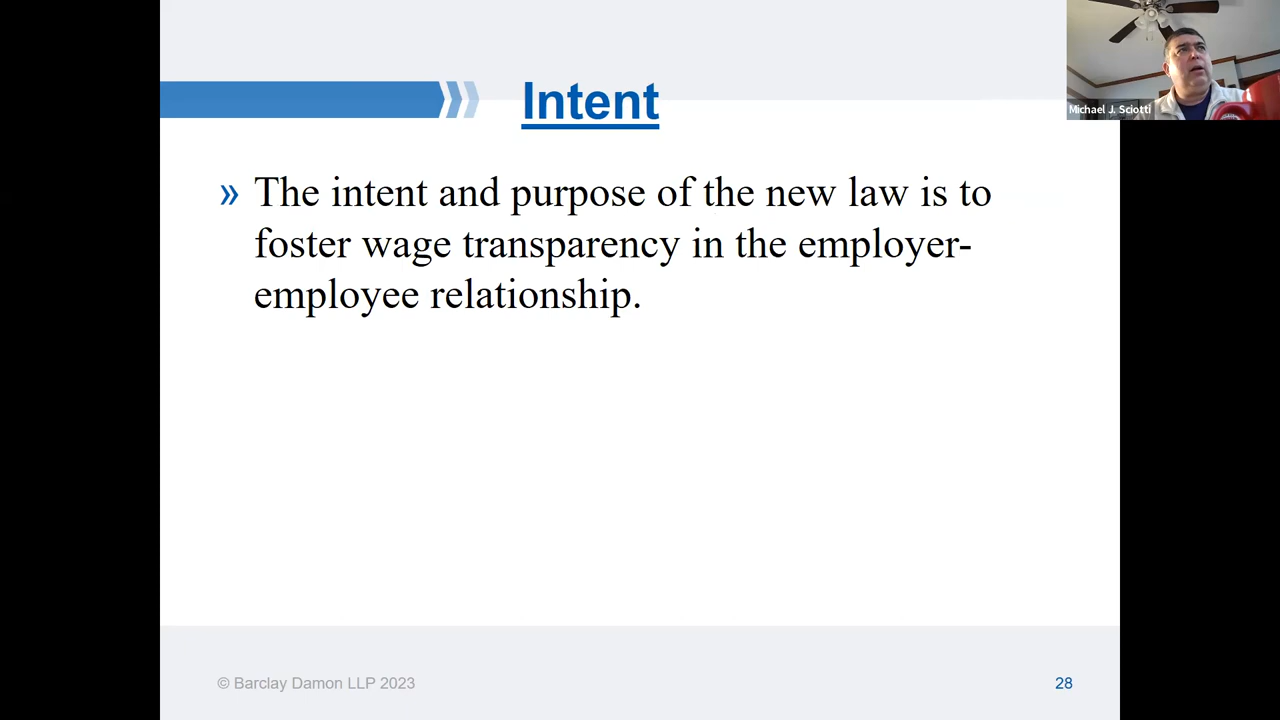 Intent
Michael J. Sciotti
» The intent and purpose of the new law is to
foster wage transparency in the employer-
employee relationship.
© Barclay Damon LLP 2023
28